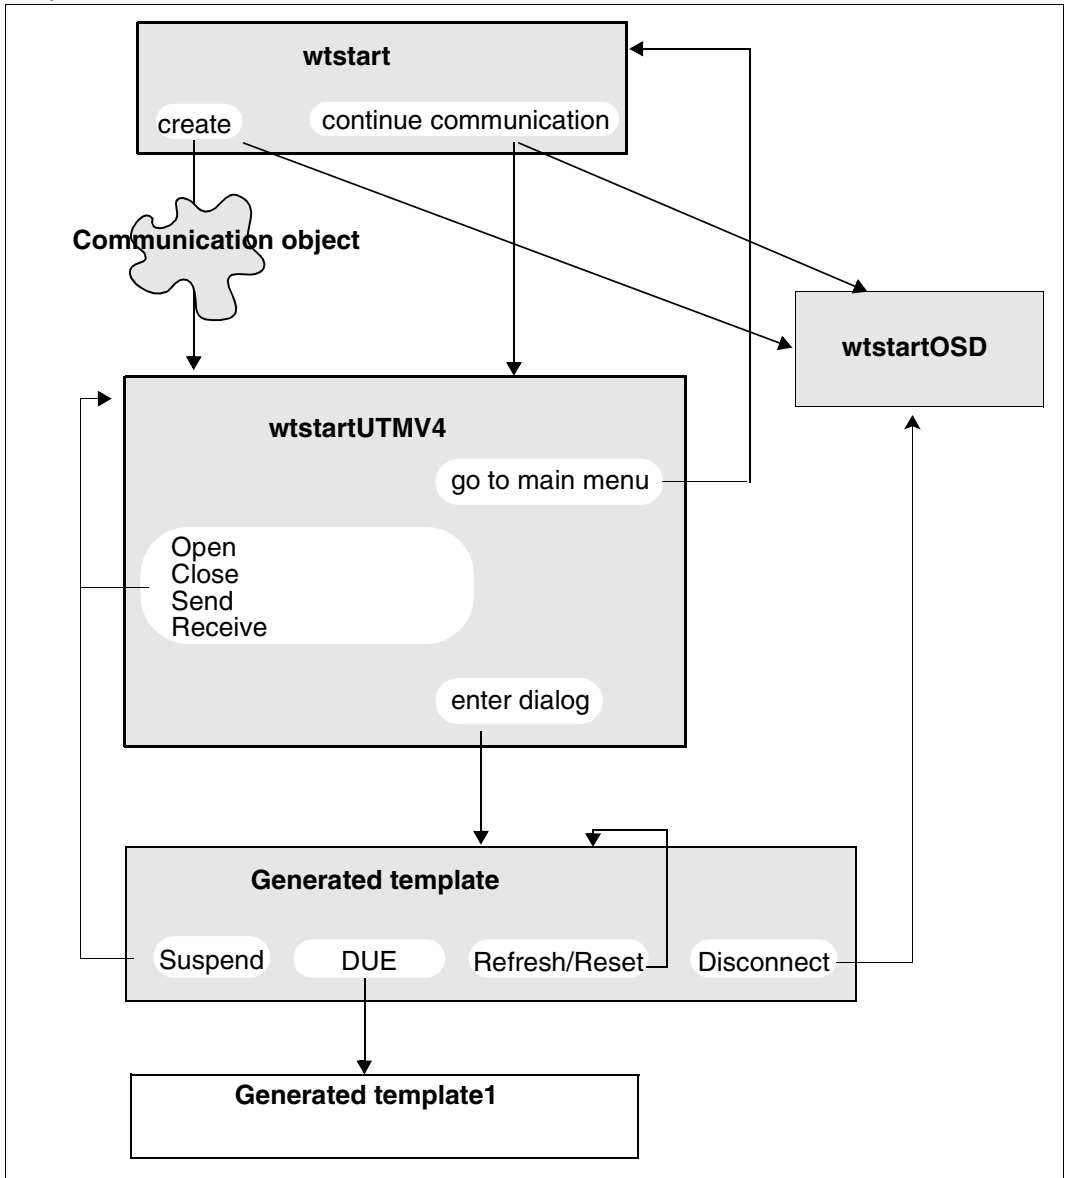 wtstart
create
continue communication
Communication object
wtstartOSD
wtstartUTMV4
go to main menu
Open
Close
Send
Receive
enter dialog
Generated template
Suspend
DUE
Refresh/Reset
Disconnect
Generated template1